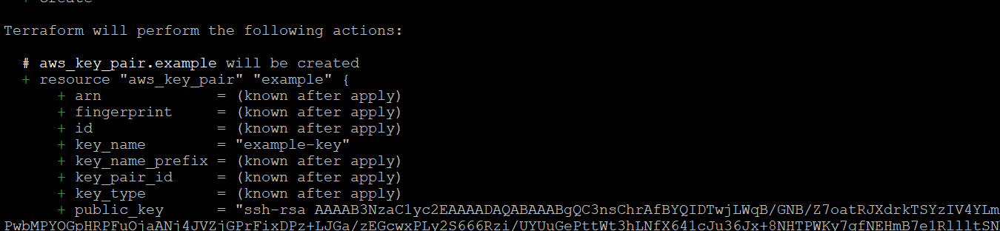 + create
Terraform will perform the following actions:
# aws_key_pair.example will be created
+ resource "aws_key_pair" "example" {
+ arn = (known after apply)
+ fingerprint = (known after apply)
+ id = (known after apply)
+ key_name = "example-key"
+ key_name_prefix = (known after apply)
+ key_pair_id = (known after apply)
+ key_type = (known after apply)
+ public_key = "ssh-rsa AAAAB3NzaC1yc2EAAAADAQABAAABgQC3nsChrAfBYQIDTwjLWqB/GNB/Z7oatRJXdrkTSYzIV4YLm
PwbMPYOGpHRPFuOjaANj4JVZjGPrFixDPz+LJGa/zEGcwxPLy2S666Rzi/UYUuGePttWt3hLNfX641cJu36Jx+8NHTPWKy7gfNEHmB7e1RllltSN